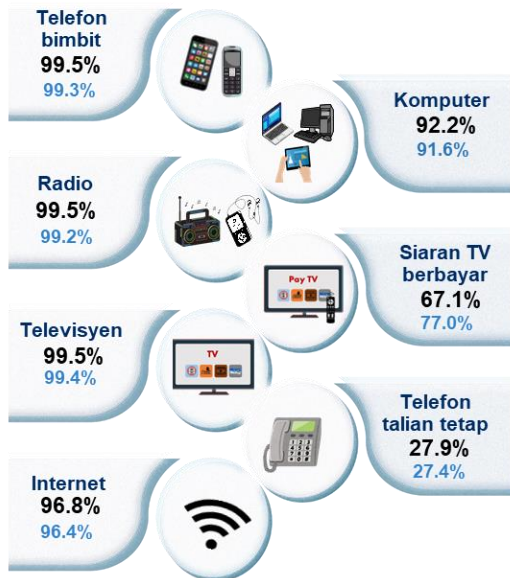 Telefon
bimbit
99.5%
99.3%
Komputer
92.2%
91.6%
Radio
99.5%
99.2%
Siaran TV
berbayar
67.1%
77.0%
Pay TV
Televisyen
99.5%
99.4%
TV
Telefon
talian tetap
27.9%
27.4%
Internet
96.8%
96.4%